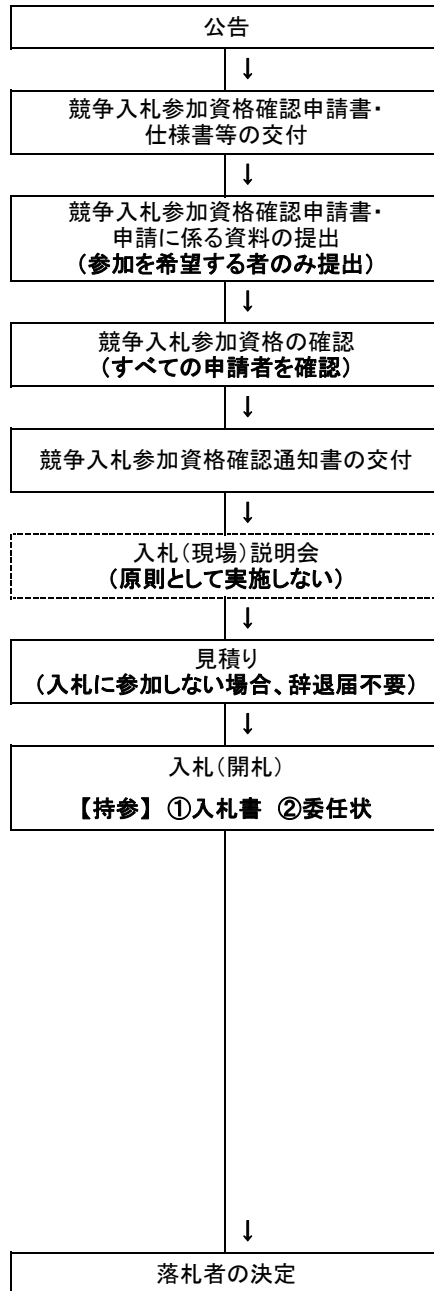 公告
↓
競争入札参加資格確認申請書・
仕様書等の交付
↓
競争入札参加資格確認申請書・
申請に係る資料の提出
(参加を希望する者のみ提出)
↓
競争入札参加資格の確認
(すべての申請者を確認)
↓
競争入札参加資格確認通知書の交付
↓
入札(現場)説明会
(原則として実施しない)
↓
見積り
(入札に参加しない場合、辞退届不要)
↓
入札(開札)
【持参】 ①入札書 ②委任状
↓
落札者の決定